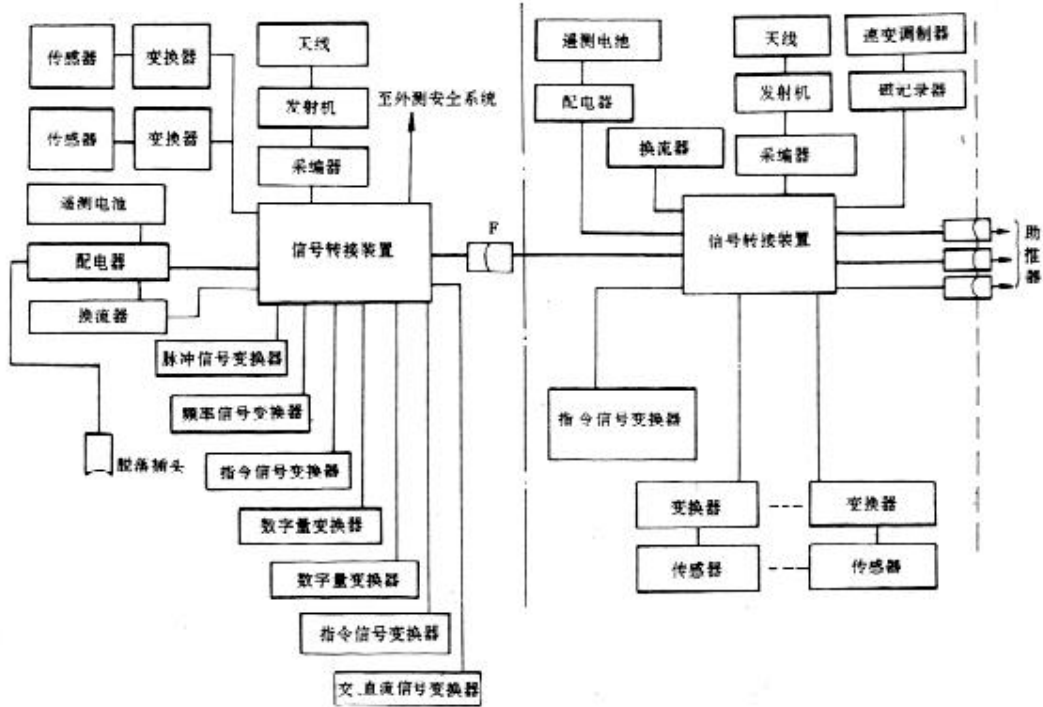 传感器
变换器
天线
发射机
至外测安全系统
传感器
变换器
采编器
遥测电池
信号转接装置
F
配电器
换流器
脉冲信号变换器
频率信号变换器
脱落插头
指令信号变换器
数字量变换器
数字量变换器
指令信号变换器
交、直流信号变换器
遥测电池
天线
速变调制器
配电器
发射机
磁记录器
换流器
采编器
信号转接装置
助
推
器
指令信号变换器
变换器
变换器
传感器
传感器